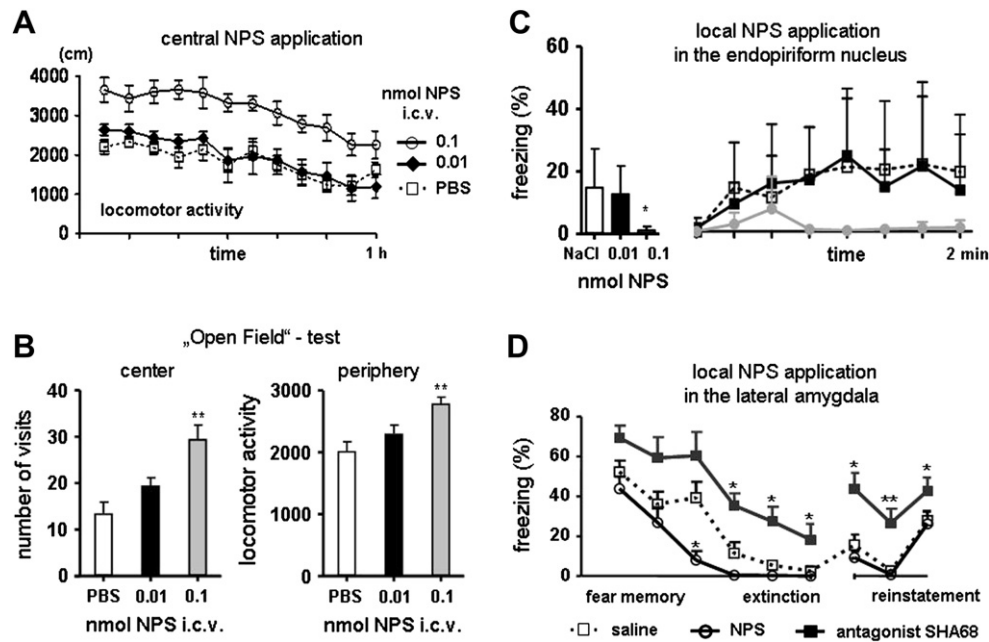 A
central NPS application
(cm)
4000
3000
2000
1000
0
locomotor activity
time
1 h
nmol NPS
i.c.v.
0.1
0.01
PBS
B
„Open Field“ - test
center
number of visits
40
30
20
10
0
**
PBS 0.01 0.1
nmol NPS i.c.v.
periphery
locomotor activity
3000
2000
1000
0
**
PBS 0.01 0.1
nmol NPS i.c.v.
C
local NPS application
in the endopiriform nucleus
freezing (%)
60
40
20
0
*
NaCl 0.01 0.1
nmol NPS
time
2 min
D
local NPS application
in the lateral amygdala
freezing (%)
80
60
40
20
0
*
* * *
* ** *
fear memory extinction reinstatement
saline NPS antagonist SHA68